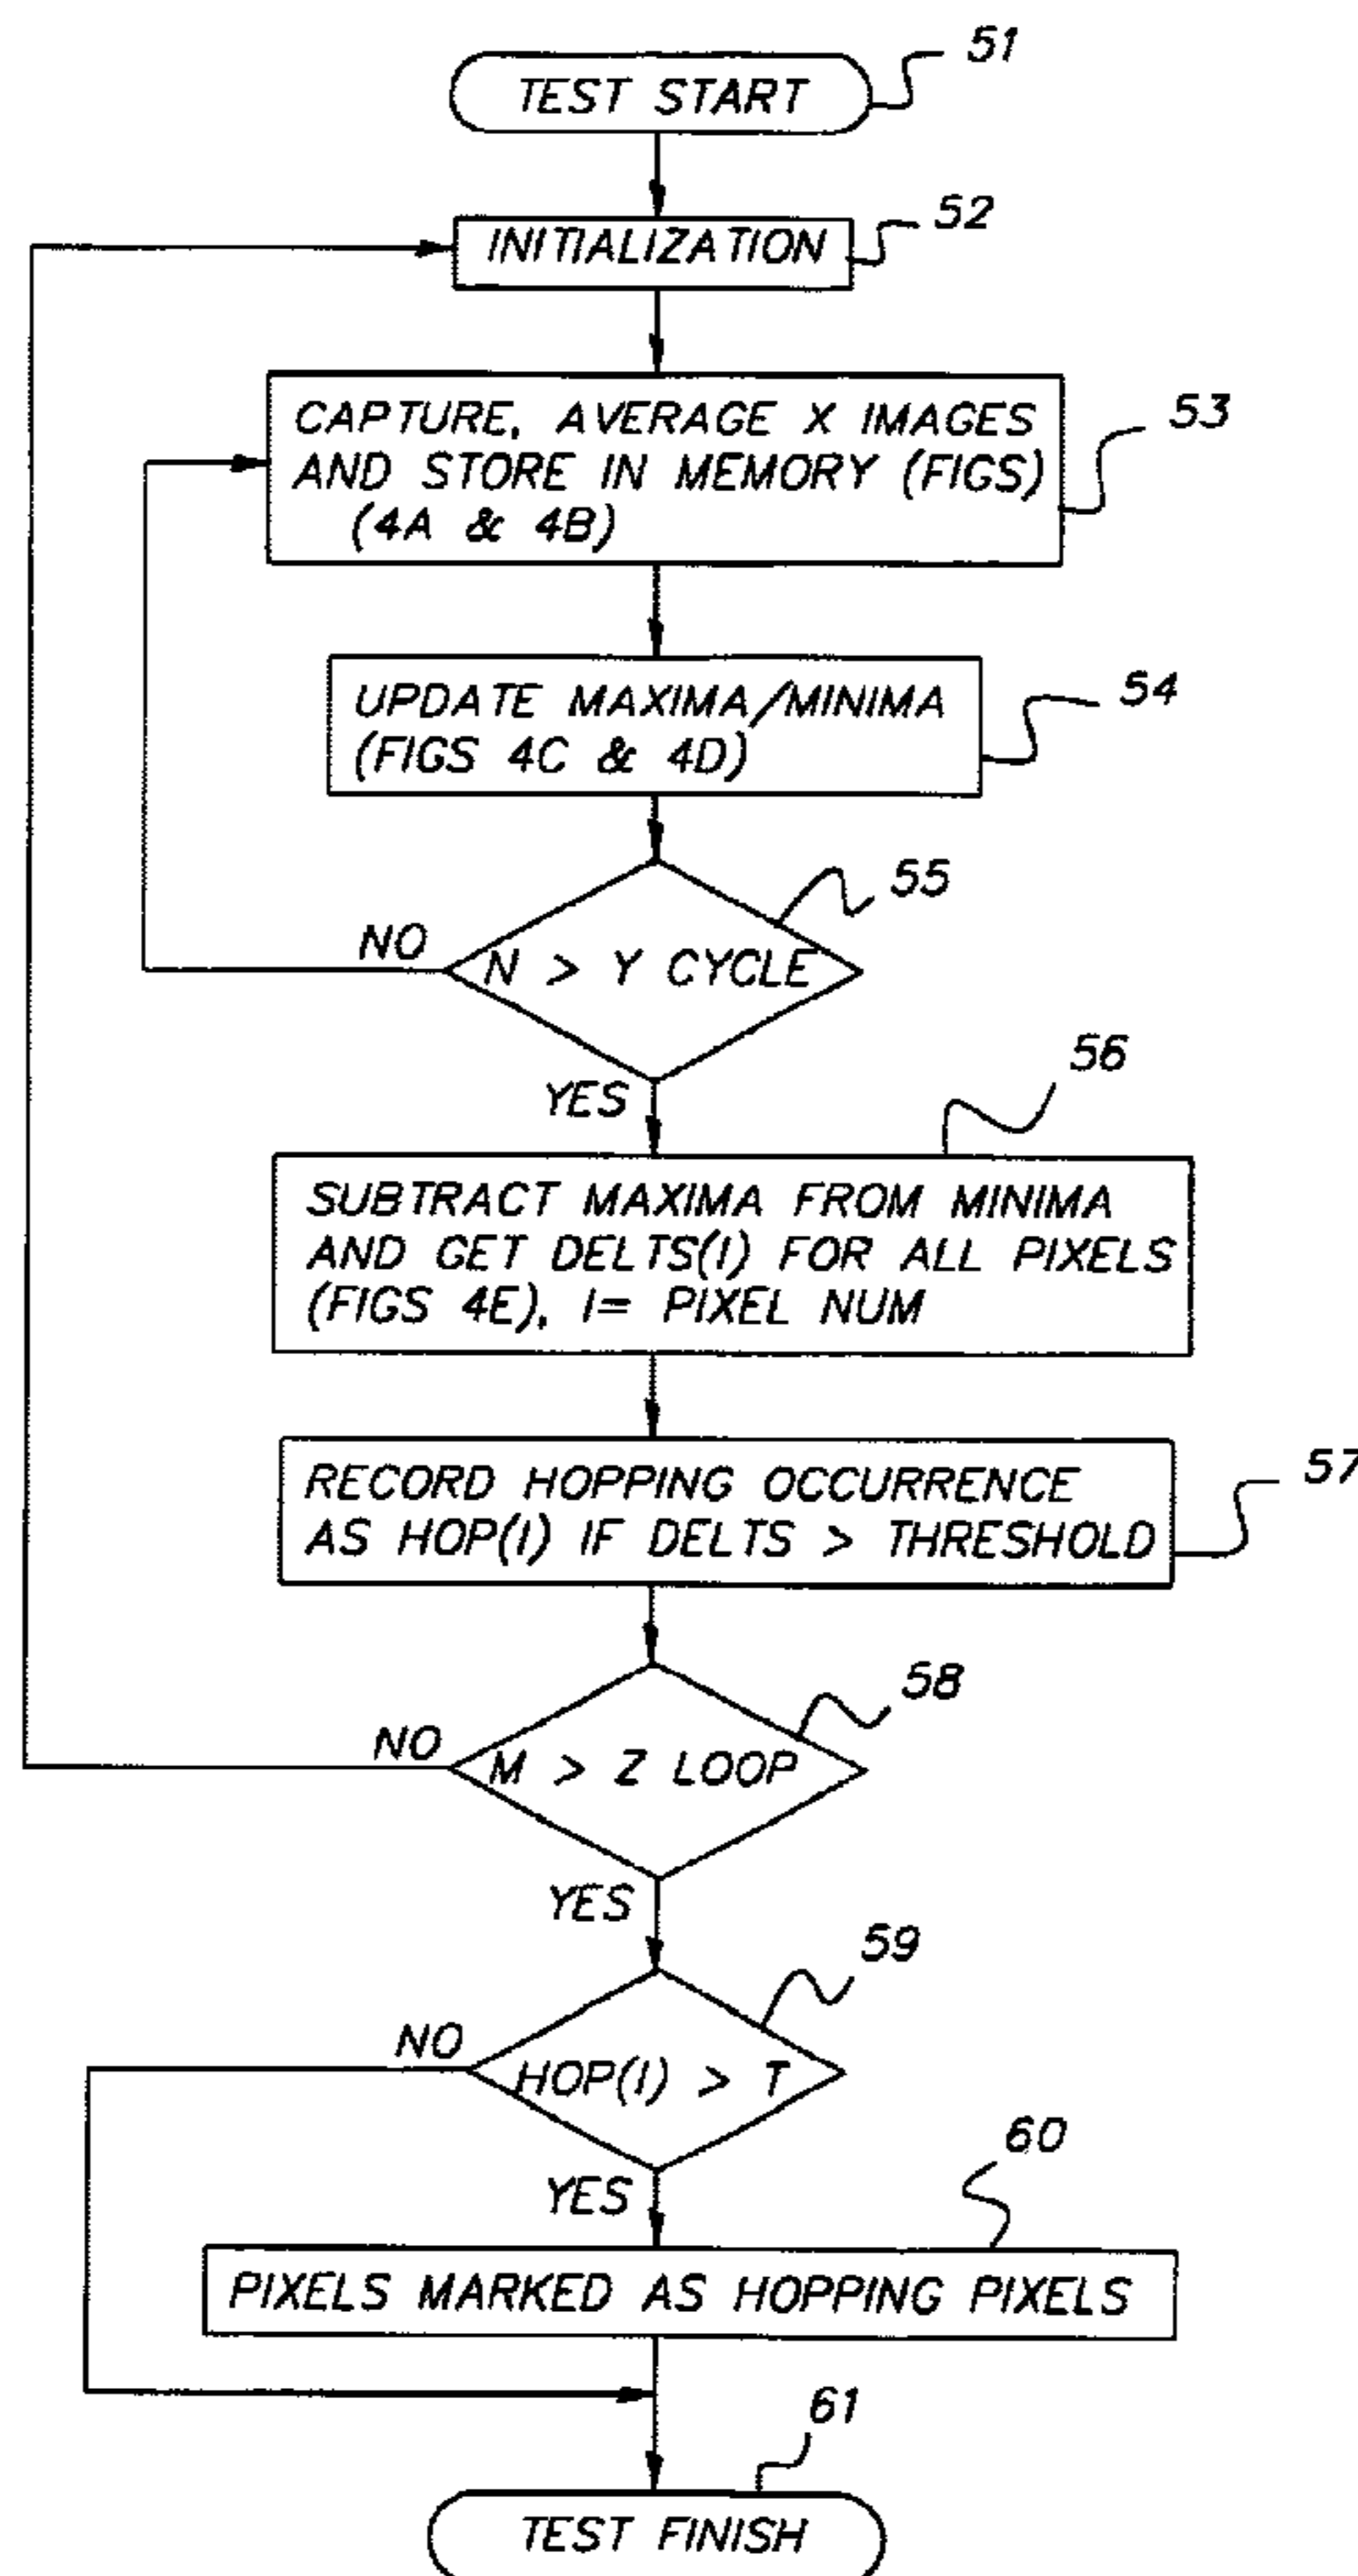 TEST START
51
INITIALIZATION
52
CAPTURE, AVERAGE X IMAGES
AND STORE IN MEMORY (FIGS)
(4A & 4B)
53
UPDATE MAXIMA/MINIMA
(FIGS 4C & 4D)
54
N > Y CYCLE
55
NO
YES
56
SUBTRACT MAXIMA FROM MINIMA
AND GET DELTS(I) FOR ALL PIXELS
(FIGS 4E), I= PIXEL NUM
RECORD HOPPING OCCURRENCE
AS HOP(I) IF DELTS > THRESHOLD
57
M > Z LOOP
58
NO
YES
59
HOP(I) > T
NO
YES
60
PIXELS MARKED AS HOPPING PIXELS
61
TEST FINISH